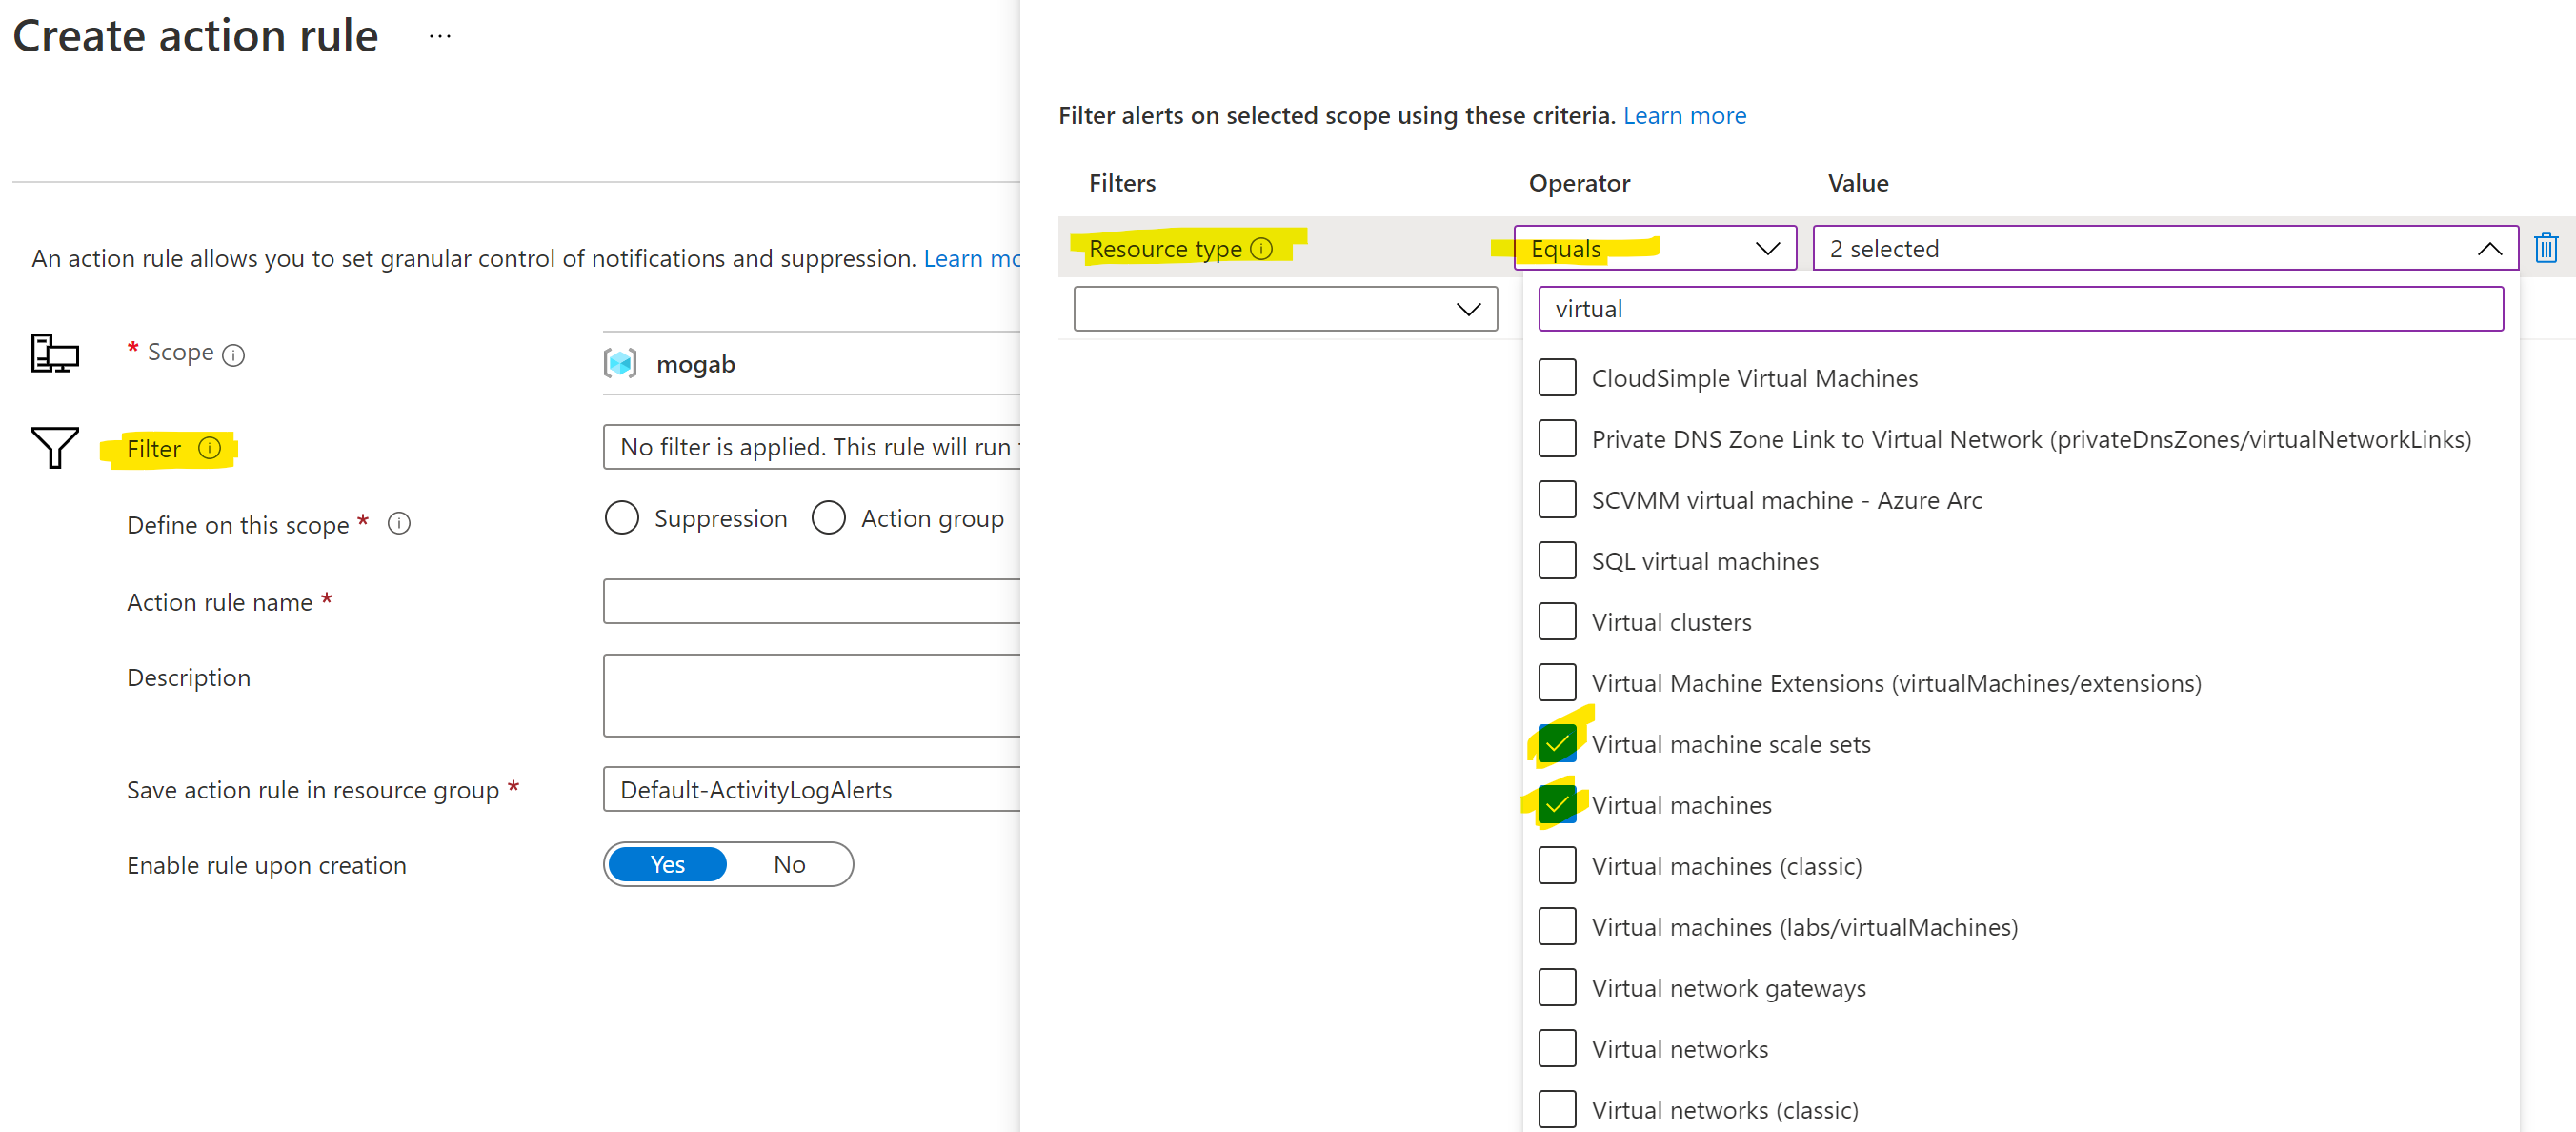 Create action rule ...
An action rule allows you to set granular control of notifications and suppression. Learn mo
* Scope
mogab
Filter
No filter is applied. This rule will run
Define on this scope *
Suppression
Action group
Action rule name *
Description
Save action rule in resource group *
Default-ActivityLogAlerts
Enable rule upon creation
Yes
No
Filter alerts on selected scope using these criteria. Learn more
Filters
Operator
Value
Resource type
Equals
2 selected
virtual
CloudSimple Virtual Machines
Private DNS Zone Link to Virtual Network (privateDnsZones/virtualNetworkLinks)
SCVMM virtual machine - Azure Arc
SQL virtual machines
Virtual clusters
Virtual Machine Extensions (virtualMachines/extensions)
Virtual machine scale sets
Virtual machines
Virtual machines (classic)
Virtual machines (labs/virtualMachines)
Virtual network gateways
Virtual networks
Virtual networks (classic)